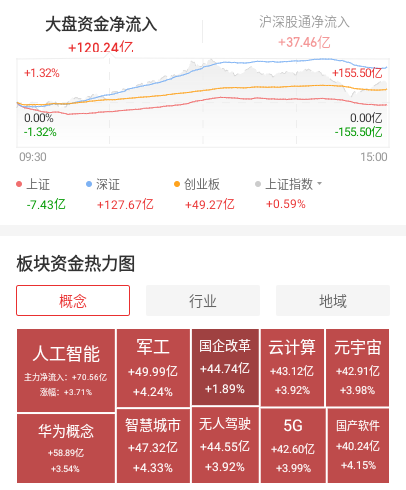 大盘资金净流入
沪深股通净流入
+120.24亿
+37.46亿
+1.32%
+155.50亿
0.00%
0.00亿
-1.32%
-155.50亿
09:30
15:00
上证
深证
创业板
上证指数
-7.43亿
+127.67亿
+49.27亿
+0.59%
板块资金热力图
概念
行业
地域
人工智能
主力净流入：+70.56亿
涨幅：+3.71%
军工
+49.99亿
+4.24%
国企改革
+44.74亿
+1.89%
云计算
+43.12亿
+3.92%
元宇宙
+42.91亿
+3.98%
华为概念
+58.89亿
+3.54%
智慧城市
+47.32亿
+4.33%
无人驾驶
+44.55亿
+3.92%
5G
+42.60亿
+3.99%
国产软件
+40.24亿
+4.15%